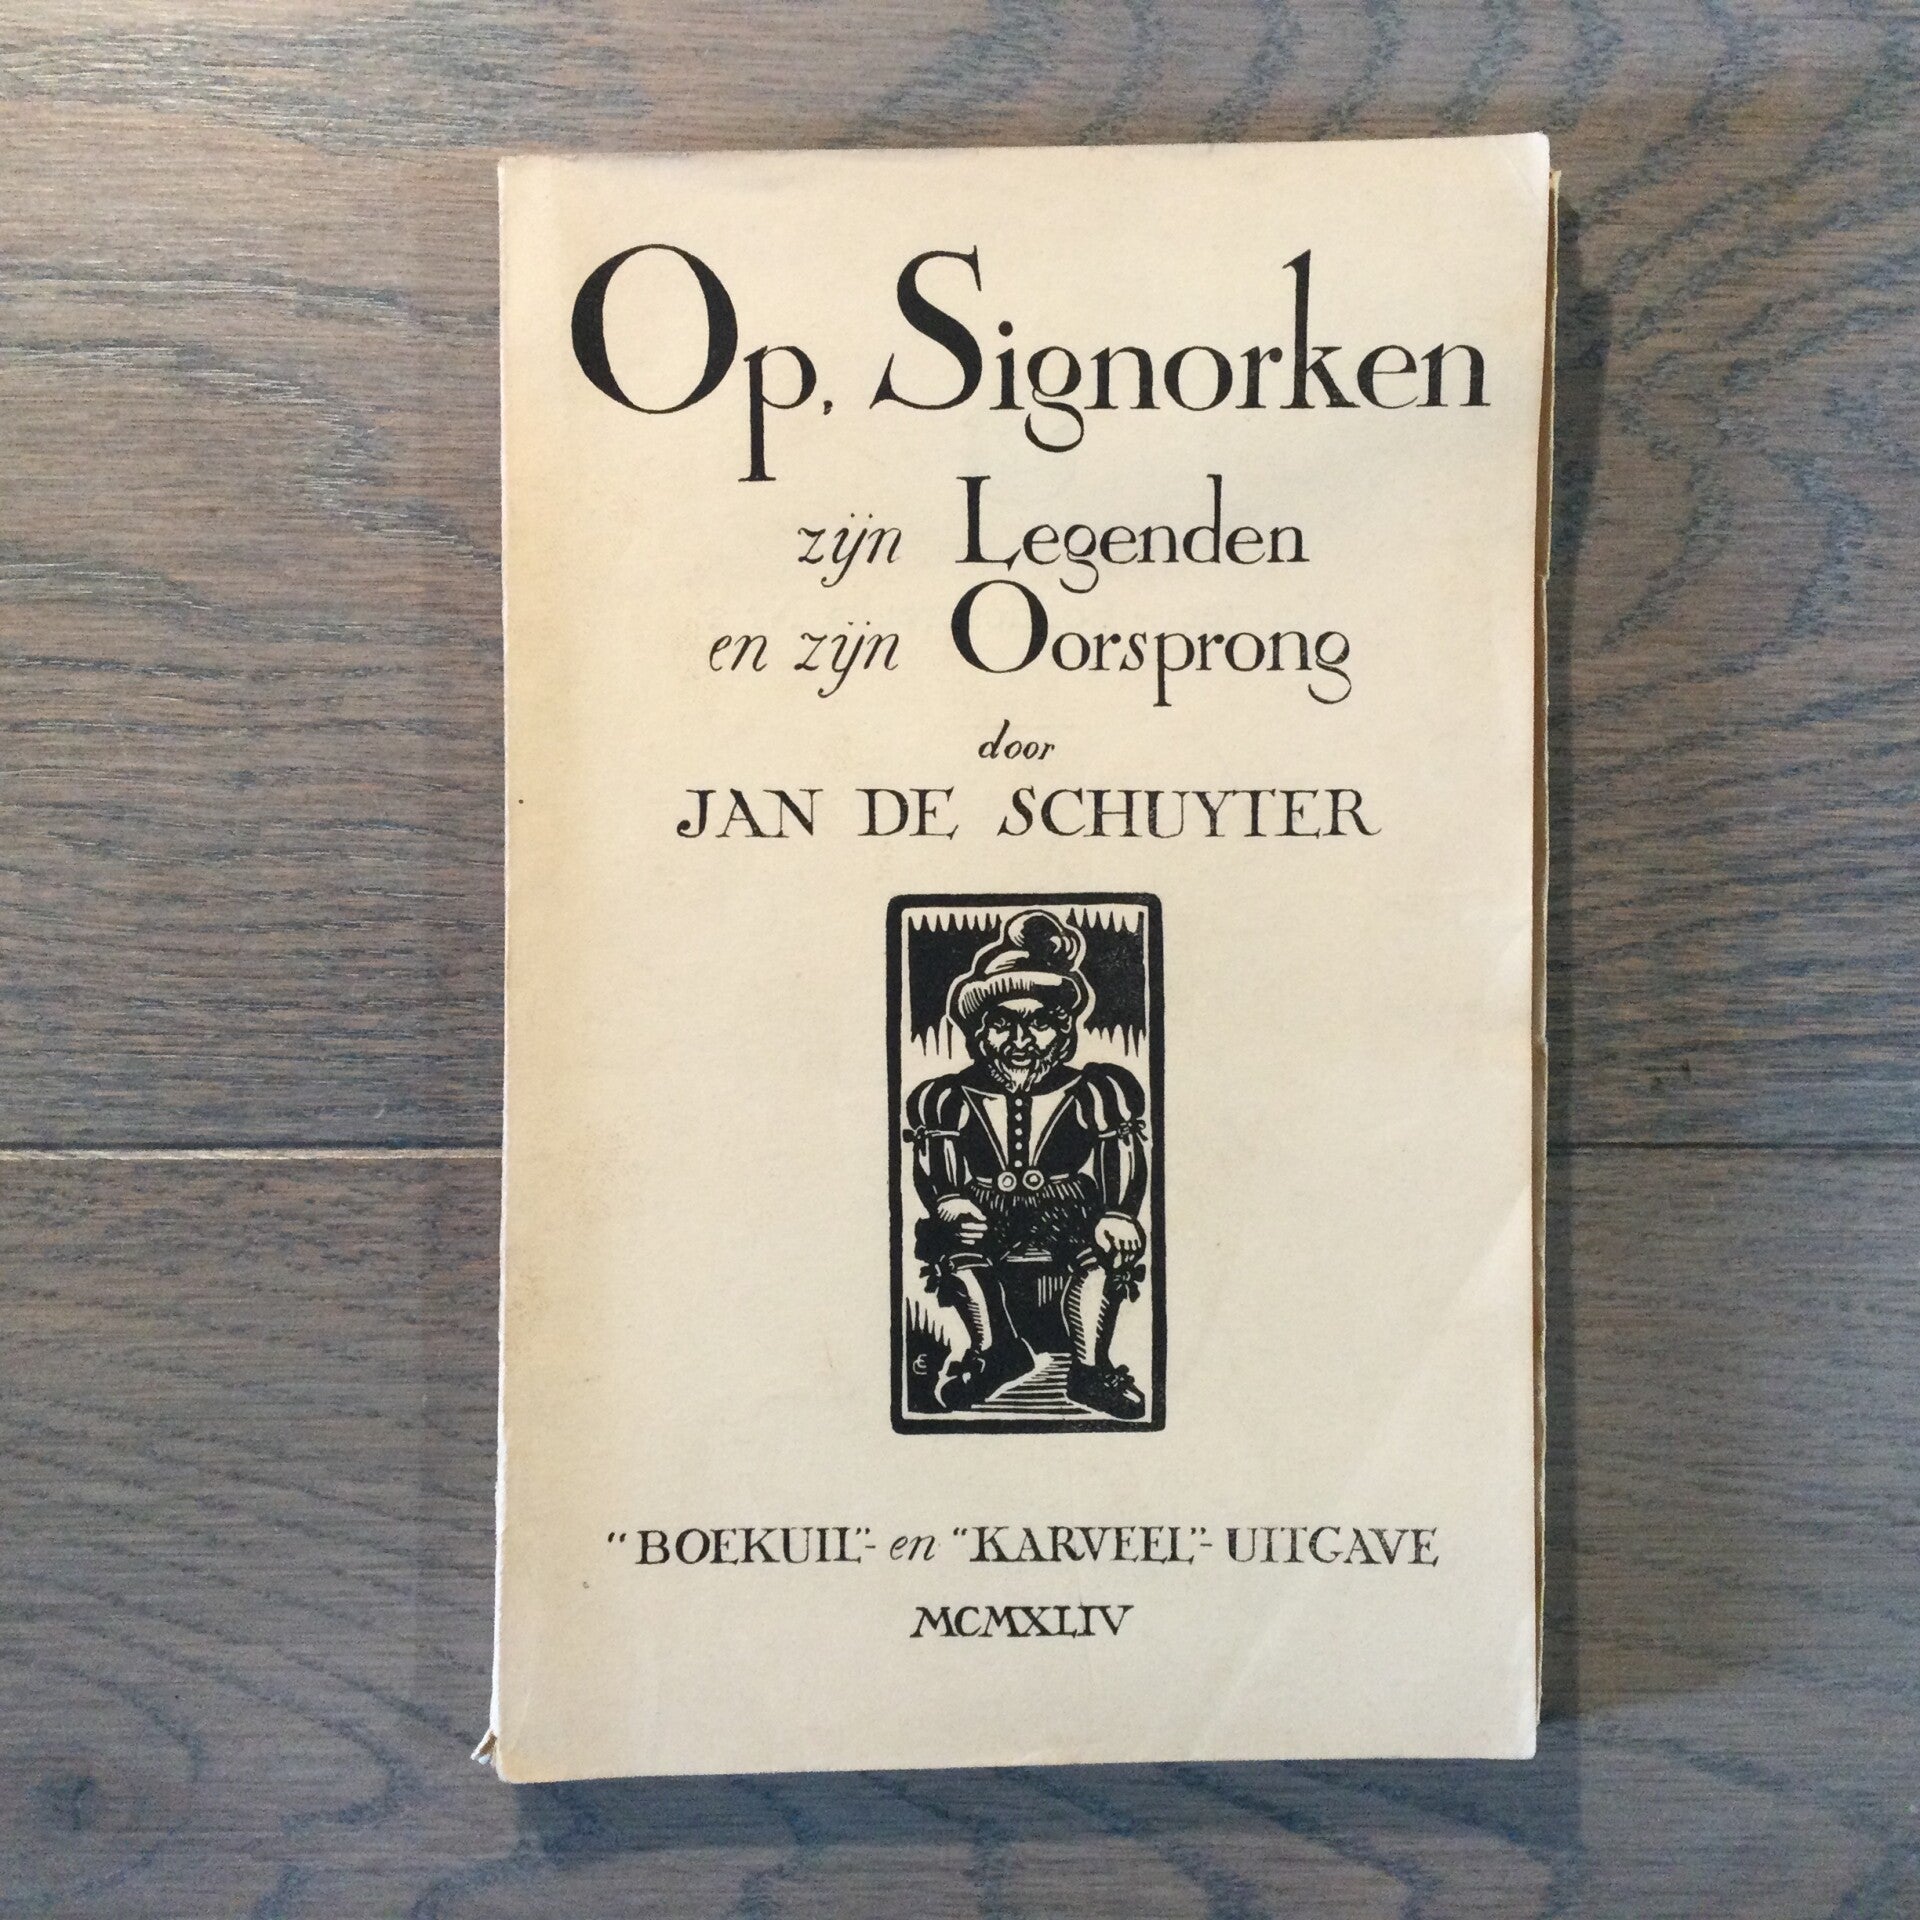 Op, Signorken
zijn Legenden
en zijn Oorsprong
door
JAN DE SCHUYTER
"BOEKUIL"- en "KARVEEL"- UITGAVE
MCMXLIV